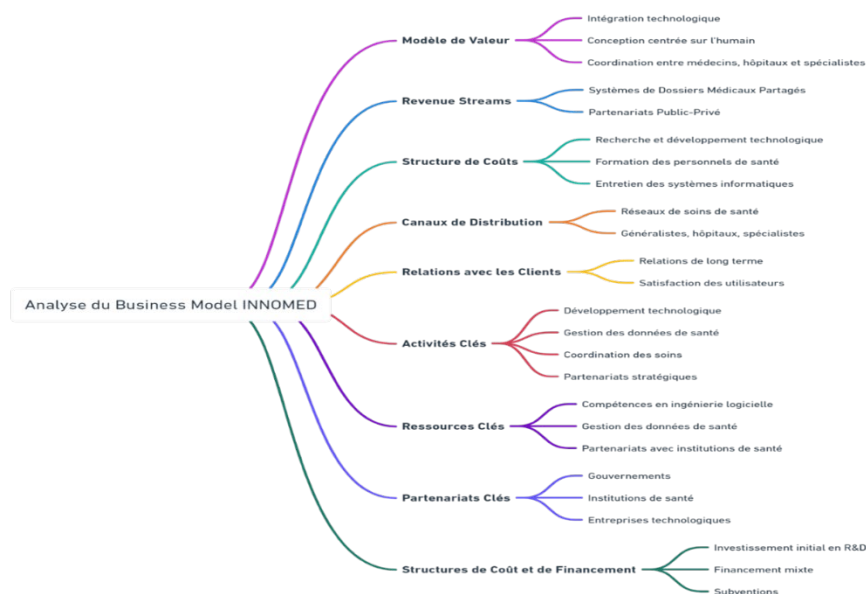 Analyse du Business Model INNOMED
Modèle de Valeur
Intégration technologique
Conception centrée sur l'humain
Coordination entre médecins, hôpitaux et spécialistes
Revenue Streams
Systèmes de Dossiers Médicaux Partagés
Partenariats Public-Privé
Structure de Coûts
Recherche et développement technologique
Formation des personnels de santé
Entretien des systèmes informatiques
Canaux de Distribution
Réseaux de soins de santé
Généralistes, hôpitaux, spécialistes
Relations avec les Clients
Relations de long terme
Satisfaction des utilisateurs
Activités Clés
Développement technologique
Gestion des données de santé
Coordination des soins
Partenariats stratégiques
Ressources Clés
Compétences en ingénierie logicielle
Gestion des données de santé
Partenariats avec institutions de santé
Partenariats Clés
Gouvernements
Institutions de santé
Entreprises technologiques
Structures de Coût et de Financement
Investissement initial en R&D
Financement mixte
Subventions